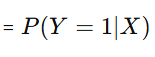 = P(Y = 1|X)